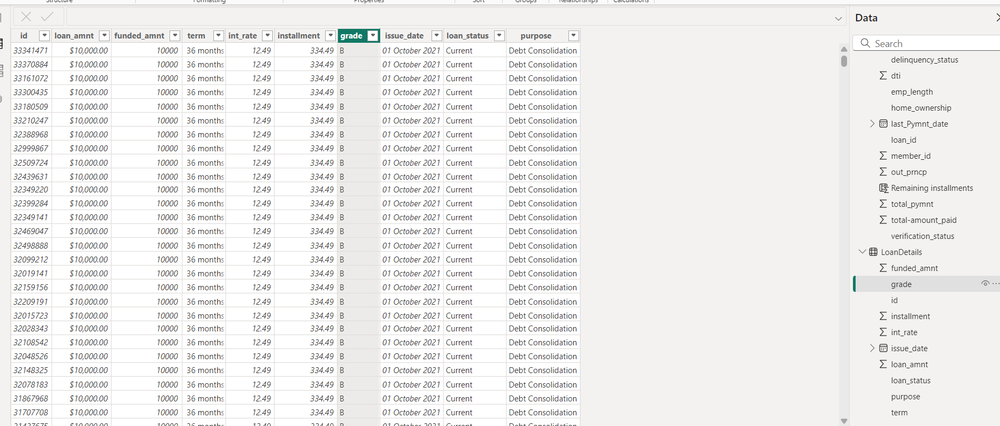 Structure Formatting Properties Sort Groups Relationships Calculations
Data
id loan_amnt funded_amnt term int_rate installment grade issue_date loan_status purpose
Search
33341471 $10,000.00 10000 36 months 12.49 334.49 B 01 October 2021 Current Debt Consolidation
33370884 $10,000.00 10000 36 months 12.49 334.49 B 01 October 2021 Current Debt Consolidation
33161072 $10,000.00 10000 36 months 12.49 334.49 B 01 October 2021 Current Debt Consolidation
33300435 $10,000.00 10000 36 months 12.49 334.49 B 01 October 2021 Current Debt Consolidation
33180509 $10,000.00 10000 36 months 12.49 334.49 B 01 October 2021 Current Debt Consolidation
33210247 $10,000.00 10000 36 months 12.49 334.49 B 01 October 2021 Current Debt Consolidation
32388968 $10,000.00 10000 36 months 12.49 334.49 B 01 October 2021 Current Debt Consolidation
32999867 $10,000.00 10000 36 months 12.49 334.49 B 01 October 2021 Current Debt Consolidation
32509724 $10,000.00 10000 36 months 12.49 334.49 B 01 October 2021 Current Debt Consolidation
32439631 $10,000.00 10000 36 months 12.49 334.49 B 01 October 2021 Current Debt Consolidation
32349220 $10,000.00 10000 36 months 12.49 334.49 B 01 October 2021 Current Debt Consolidation
32399284 $10,000.00 10000 36 months 12.49 334.49 B 01 October 2021 Current Debt Consolidation
32349141 $10,000.00 10000 36 months 12.49 334.49 B 01 October 2021 Current Debt Consolidation
32469047 $10,000.00 10000 36 months 12.49 334.49 B 01 October 2021 Current Debt Consolidation
32498888 $10,000.00 10000 36 months 12.49 334.49 B 01 October 2021 Current Debt Consolidation
32099212 $10,000.00 10000 36 months 12.49 334.49 B 01 October 2021 Current Debt Consolidation
32019141 $10,000.00 10000 36 months 12.49 334.49 B 01 October 2021 Current Debt Consolidation
32159156 $10,000.00 10000 36 months 12.49 334.49 B 01 October 2021 Current Debt Consolidation
32209191 $10,000.00 10000 36 months 12.49 334.49 B 01 October 2021 Current Debt Consolidation
32015723 $10,000.00 10000 36 months 12.49 334.49 B 01 October 2021 Current Debt Consolidation
32028343 $10,000.00 10000 36 months 12.49 334.49 B 01 October 2021 Current Debt Consolidation
32108542 $10,000.00 10000 36 months 12.49 334.49 B 01 October 2021 Current Debt Consolidation
32048526 $10,000.00 10000 36 months 12.49 334.49 B 01 October 2021 Current Debt Consolidation
32148325 $10,000.00 10000 36 months 12.49 334.49 B 01 October 2021 Current Debt Consolidation
32078183 $10,000.00 10000 36 months 12.49 334.49 B 01 October 2021 Current Debt Consolidation
31867968 $10,000.00 10000 36 months 12.49 334.49 B 01 October 2021 Current Debt Consolidation
31707708 $10,000.00 10000 36 months 12.49 334.49 B 01 October 2021 Current Debt Consolidation
31427675 $10,000.00 10000 36 months 12.49 334.49 B 01 October 2021 Current Debt Consolidation
delinquency_status
dti
emp_length
home_ownership
last_Pymnt_date
loan_id
member_id
out_prncp
Remaining installments
total_pymnt
total-amount_paid
verification_status
LoanDetails
funded_amnt
grade
id
installment
int_rate
issue_date
loan_amnt
loan_status
purpose
term